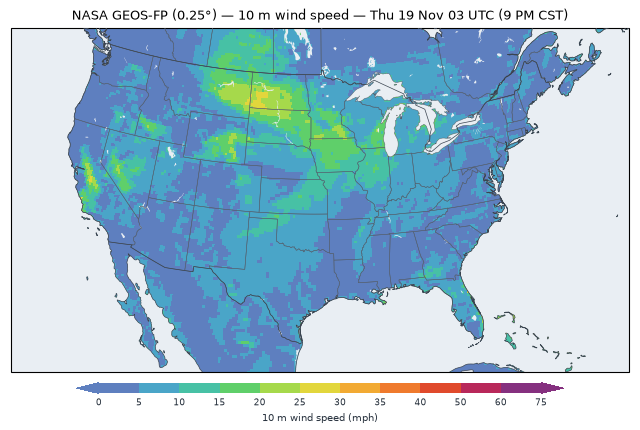 NASA GEOS-FP (0.25°) — 10 m wind speed — Thu 19 Nov 03 UTC (9 PM CST)
0 5 10 15 20 25 30 35 40 50 60 75
10 m wind speed (mph)